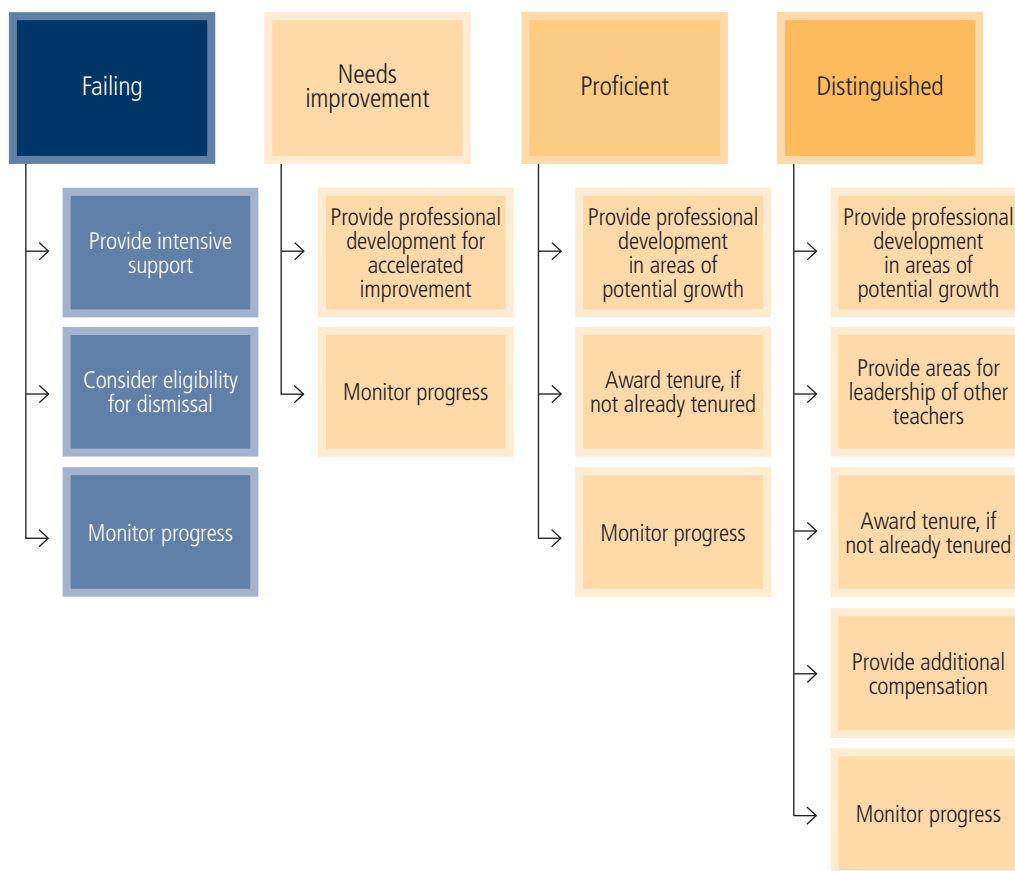 Failing
Provide intensive
support
Consider eligibility
for dismissal
Monitor progress
Needs
improvement
Provide professional
development for
accelerated
improvement
Monitor progress
Proficient
Provide professional
development
in areas of
potential growth
Award tenure, if
not already tenured
Monitor progress
Distinguished
Provide professional
development
in areas of
potential growth
Provide areas for
leadership of other
teachers
Award tenure, if
not already tenured
Provide additional
compensation
Monitor progress